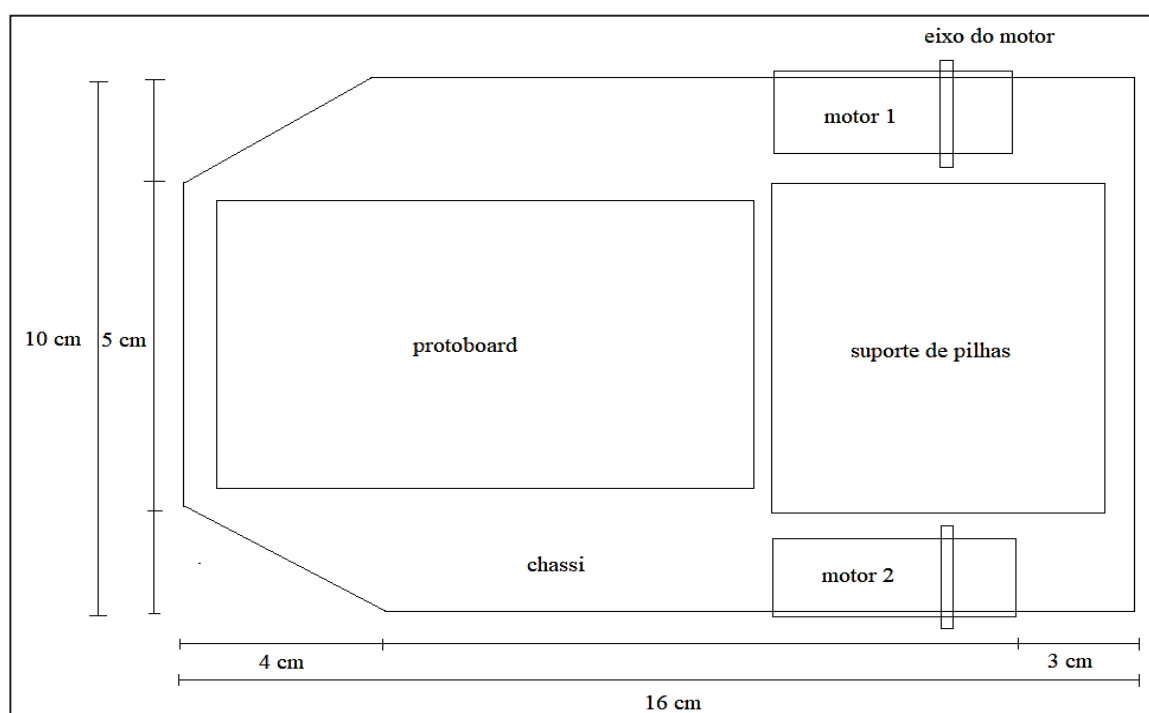 eixo do motor
motor 1
10 cm
5 cm
protoboard
suporte de pilhas
chassi
motor 2
4 cm
3 cm
16 cm